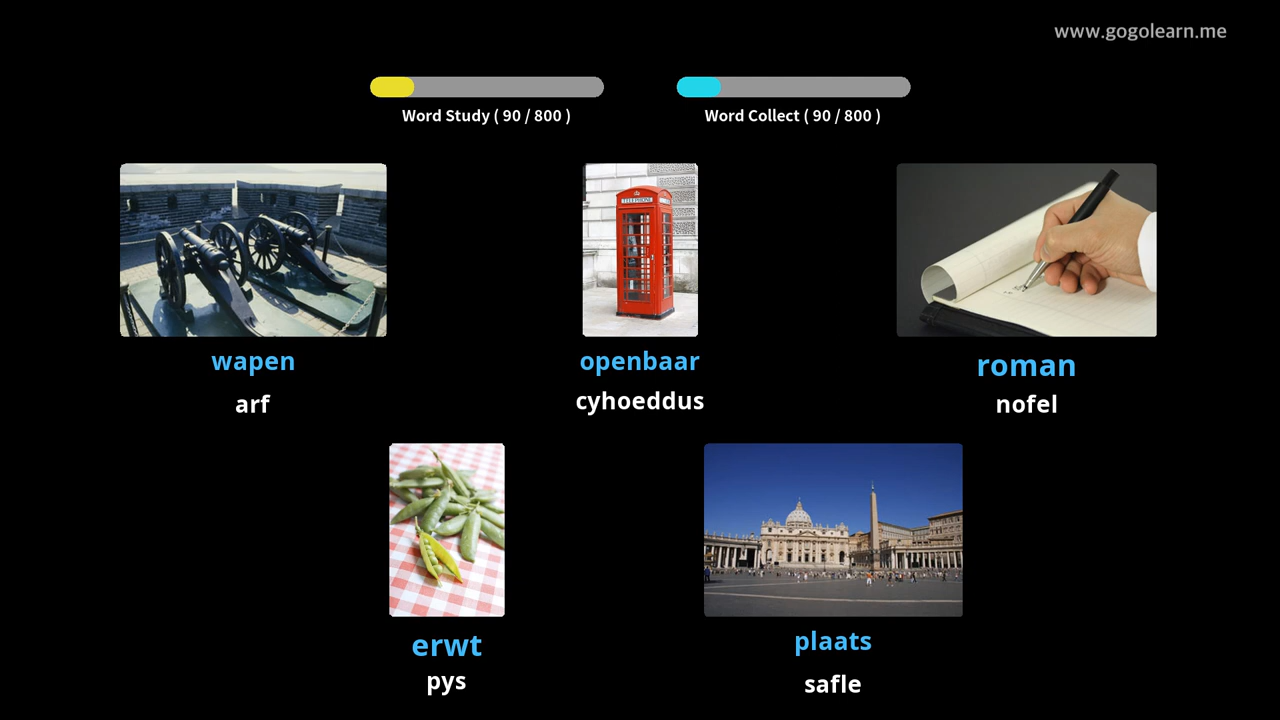 www.gogolearn.me
Word Study ( 90 / 800 )
Word Collect ( 90 / 800 )
TELEPHONE
wapen
openbaar
roman
arf
cyhoeddus
nofel
erwt
plaats
pys
safle